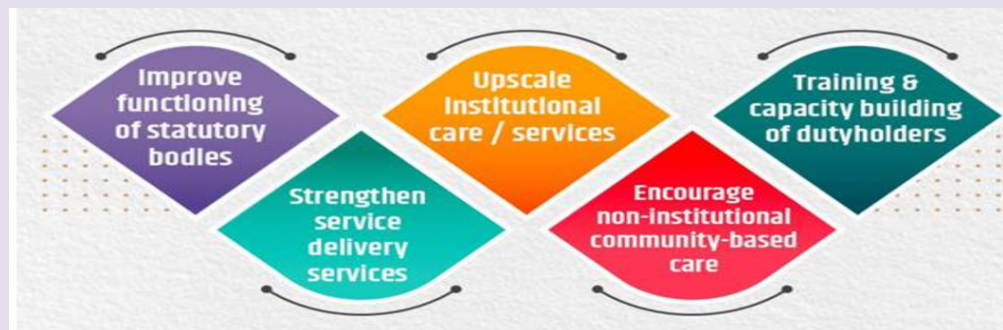 Improve
functioning
of statutory
bodies
Strengthen
service
delivery
services
Upscale
institutional
care / services
Encourage
non-institutional
community-based
care
Training &
capacity building
of dutyholders